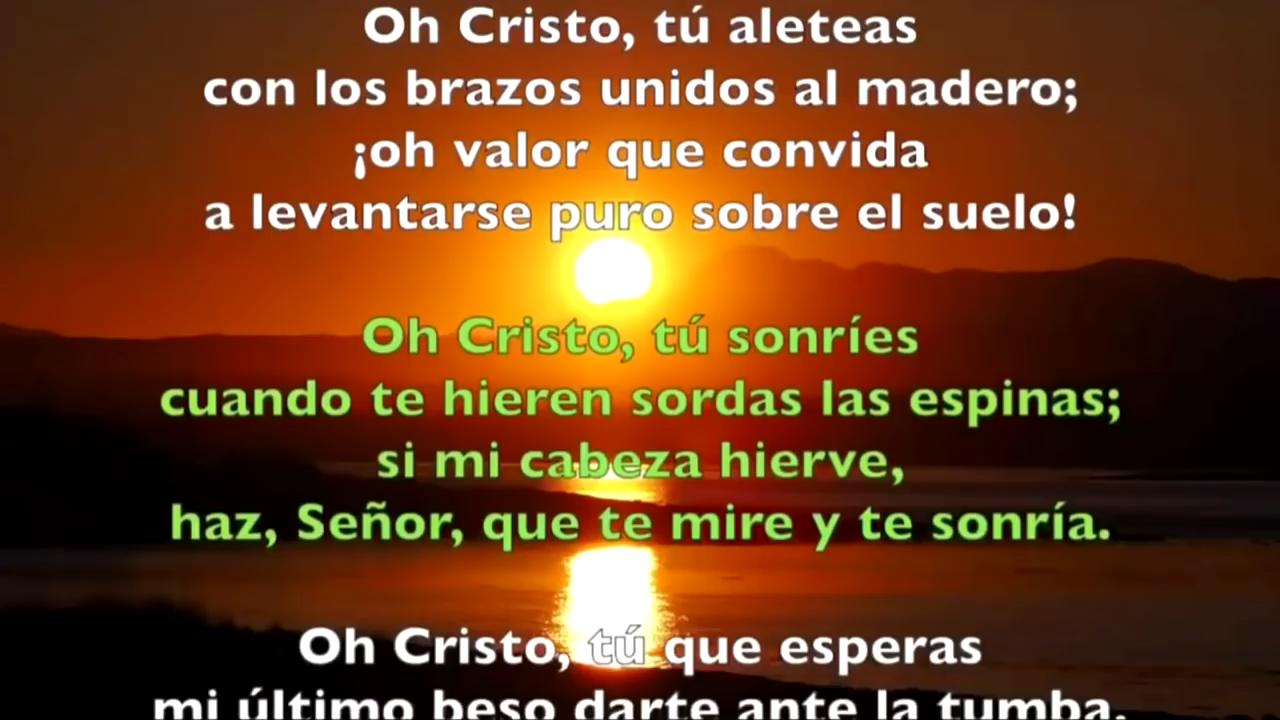 Oh Cristo, tú aleteas
con los brazos unidos al madero;
¡oh valor que convida
a levantarse puro sobre el suelo!
Oh Cristo, tú sonríes
cuando te hieren sordas las espinas;
si mi cabeza hierve,
haz, Señor, que te mire y te sonría.
Oh Cristo, tú que esperas
mi último beso darte ante la tumba.